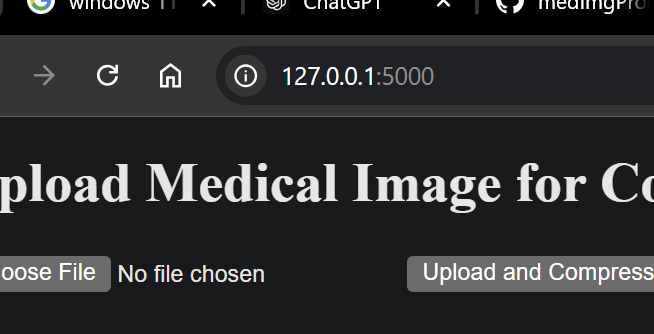 windows 11 ChatGPT medImgPro
127.0.0.1:5000
pload Medical Image for Co
oose File No file chosen Upload and Compress